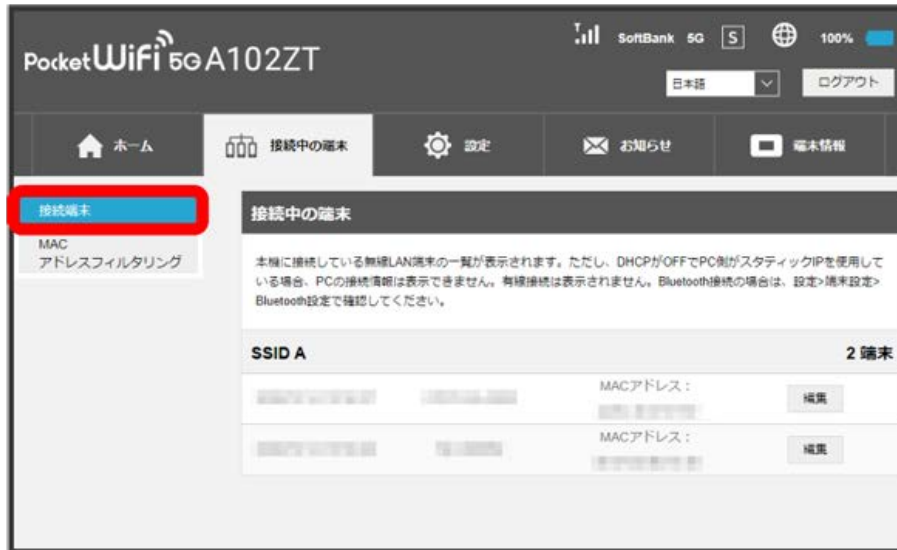 Pocket WiFi 5G A102ZT
SoftBank 5G S 100%
日本語
ログアウト
ホーム
接続中の端末
設定
お知らせ
端末情報
接続端末
MAC
アドレスフィルタリング
接続中の端末
本機に接続している無線LAN端末の一覧が表示されます。ただし、DHCPがOFFでPC側がスタティックIPを使用して
いる場合、PCの接続情報は表示できません。有線接続は表示されません。Bluetooth接続の場合は、設定>端末設定>
Bluetooth設定で確認してください。
SSID A
2 端末
MACアドレス：
編集
MACアドレス：
編集